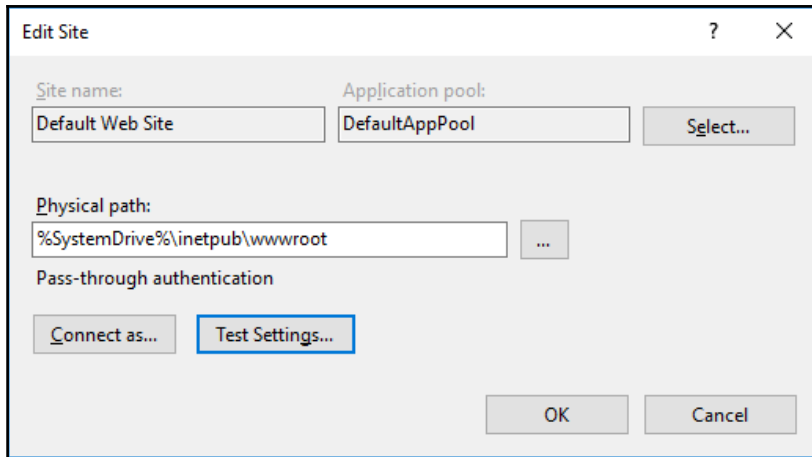 Edit Site
?
Site name:
Application pool:
Default Web Site
DefaultAppPool
Select...
Physical path:
%SystemDrive%\inetpub\wwwroot
...
Pass-through authentication
Connect as...
Test Settings...
OK
Cancel